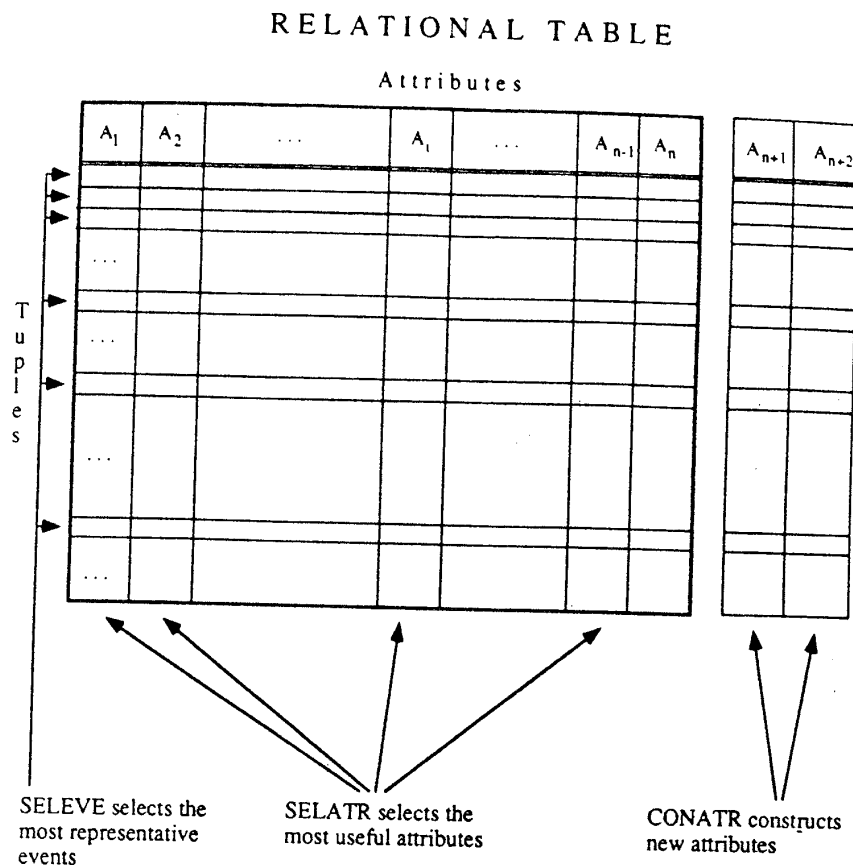 RELATIONAL TABLE
Attributes
A1 A2 ... Ai ... An-1 An An+1 An+2
...
...
...
...
Tuples
SELEVE selects the
most representative
events
SELATR selects the
most useful attributes
CONATR constructs
new attributes